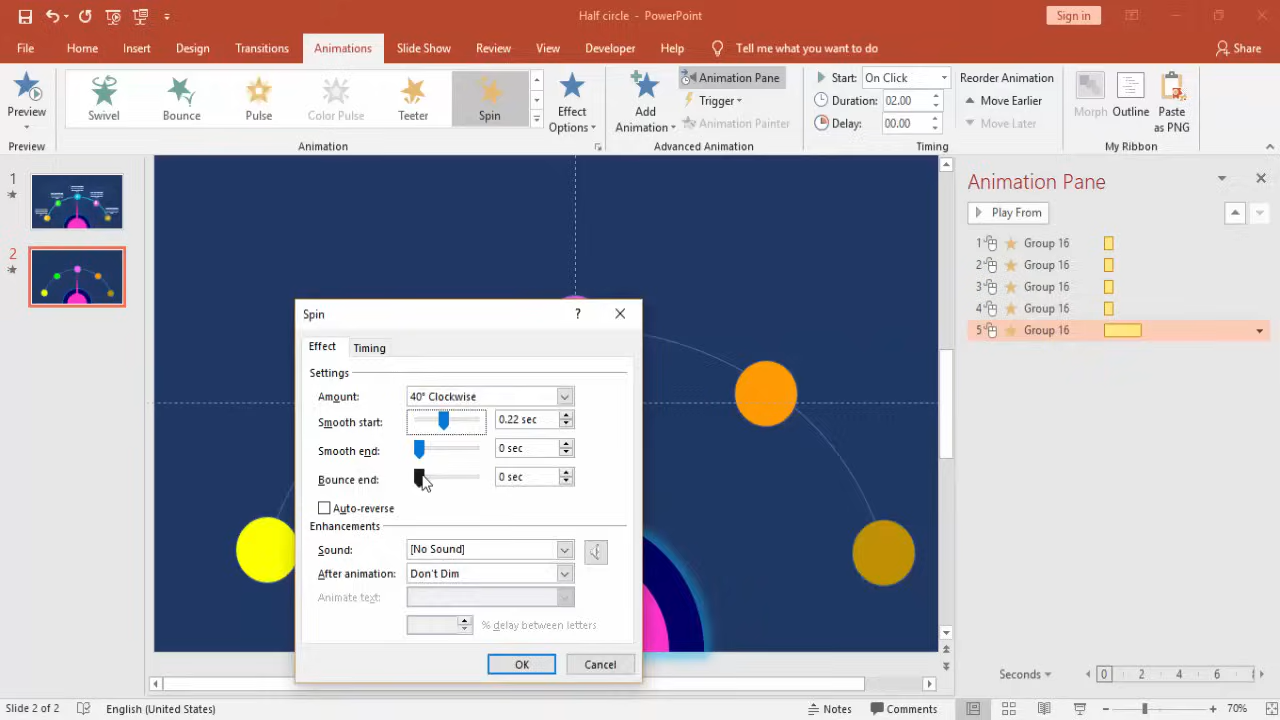 Half circle - PowerPoint
Sign in
File Home Insert Design Transitions Animations Slide Show Review View Developer Help Tell me what you want to do Share
Preview
Swivel Bounce Pulse Color Pulse Teeter Spin
Effect Options
Add Animation
Animation Pane
Trigger
Animation Painter
Start: On Click
Duration: 02.00
Delay: 00.00
Reorder Animation
Move Earlier
Move Later
Morph Outline Paste as PNG
Preview Animation Advanced Animation Timing My Ribbon
1
2
Animation Pane
Play From
1 Group 16
2 Group 16
3 Group 16
4 Group 16
5 Group 16
Spin
?
Effect Timing
Settings
Amount: 40° Clockwise
Smooth start: 0.22 sec
Smooth end: 0 sec
Bounce end: 0 sec
Auto-reverse
Enhancements
Sound: [No Sound]
After animation: Don't Dim
Animate text:
% delay between letters
OK Cancel
Seconds 0 2 4 6
Slide 2 of 2 English (United States) Notes Comments 70%